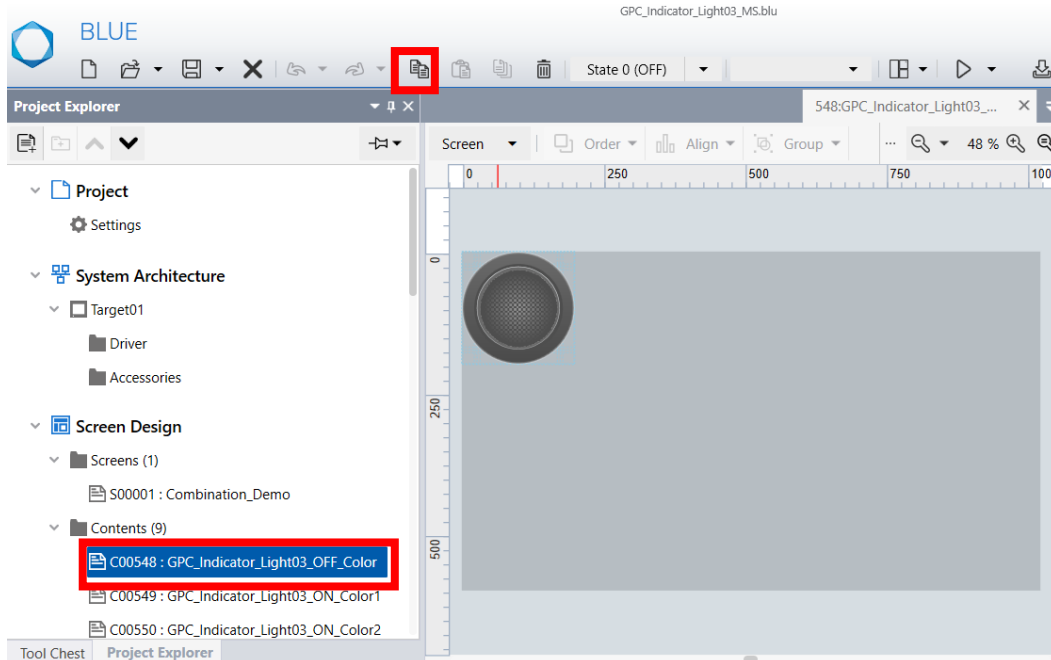 GPC_Indicator_Light03_MS.blu
BLUE
State 0 (OFF)
Project Explorer
548:GPC_Indicator_Light03_...
Screen
Order
Align
Group
...
48 %
0 250 500 750 100
Project
Settings
System Architecture
Target01
Driver
Accessories
Screen Design
Screens (1)
S00001 : Combination_Demo
Contents (9)
C00548 : GPC_Indicator_Light03_OFF_Color
C00549 : GPC_Indicator_Light03_ON_Color1
C00550 : GPC_Indicator_Light03_ON_Color2
0
250
500
Tool Chest Project Explorer